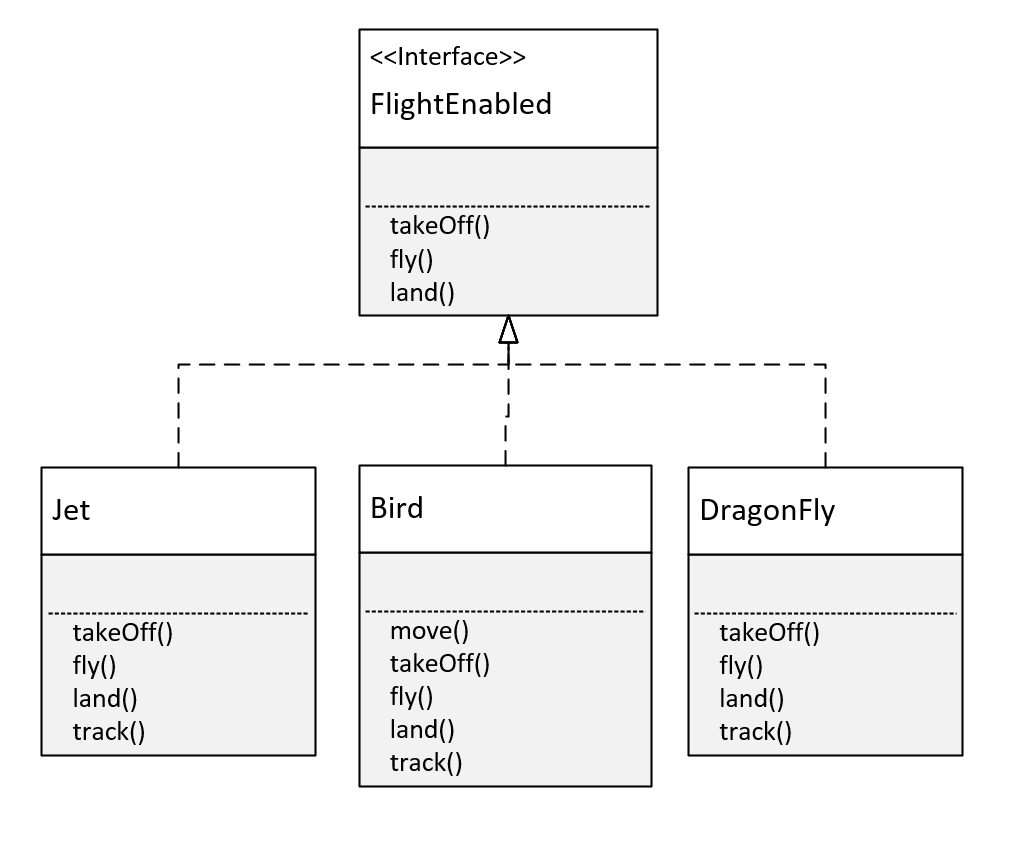 <<Interface>>
FlightEnabled
takeOff()
fly()
land()
Jet
takeOff()
fly()
land()
track()
Bird
move()
takeOff()
fly()
land()
track()
DragonFly
takeOff()
fly()
land()
track()